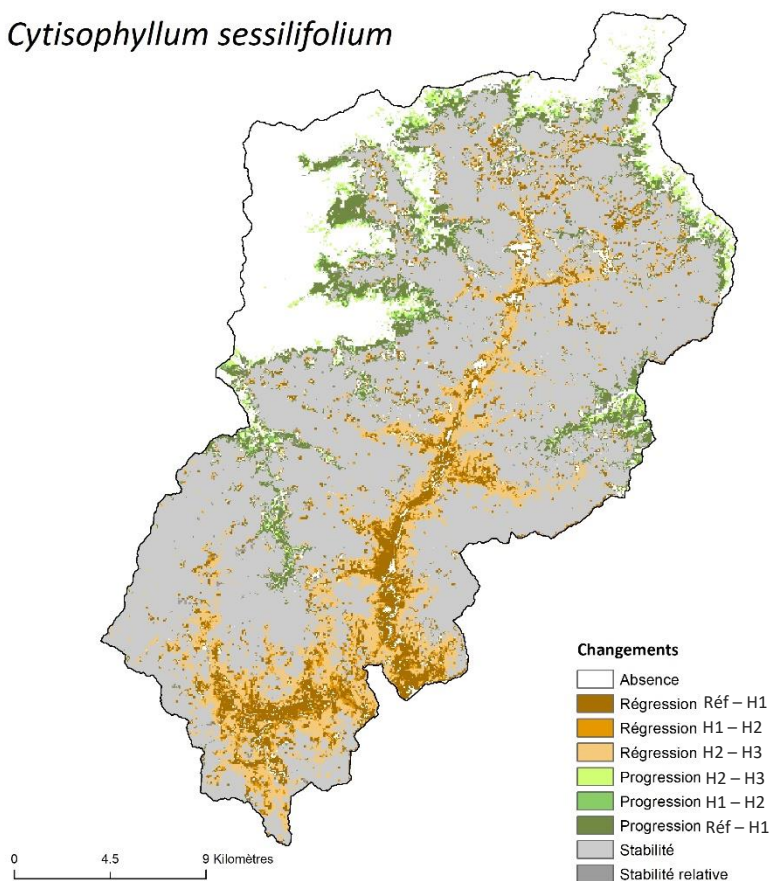 Cytisophyllum sessilifolium
Changements
Absence
Régression Réf – H1
Régression H1 – H2
Régression H2 – H3
Progression H2 – H3
Progression H1 – H2
Progression Réf – H1
Stabilité
Stabilité relative
0 4.5 9 Kilomètres